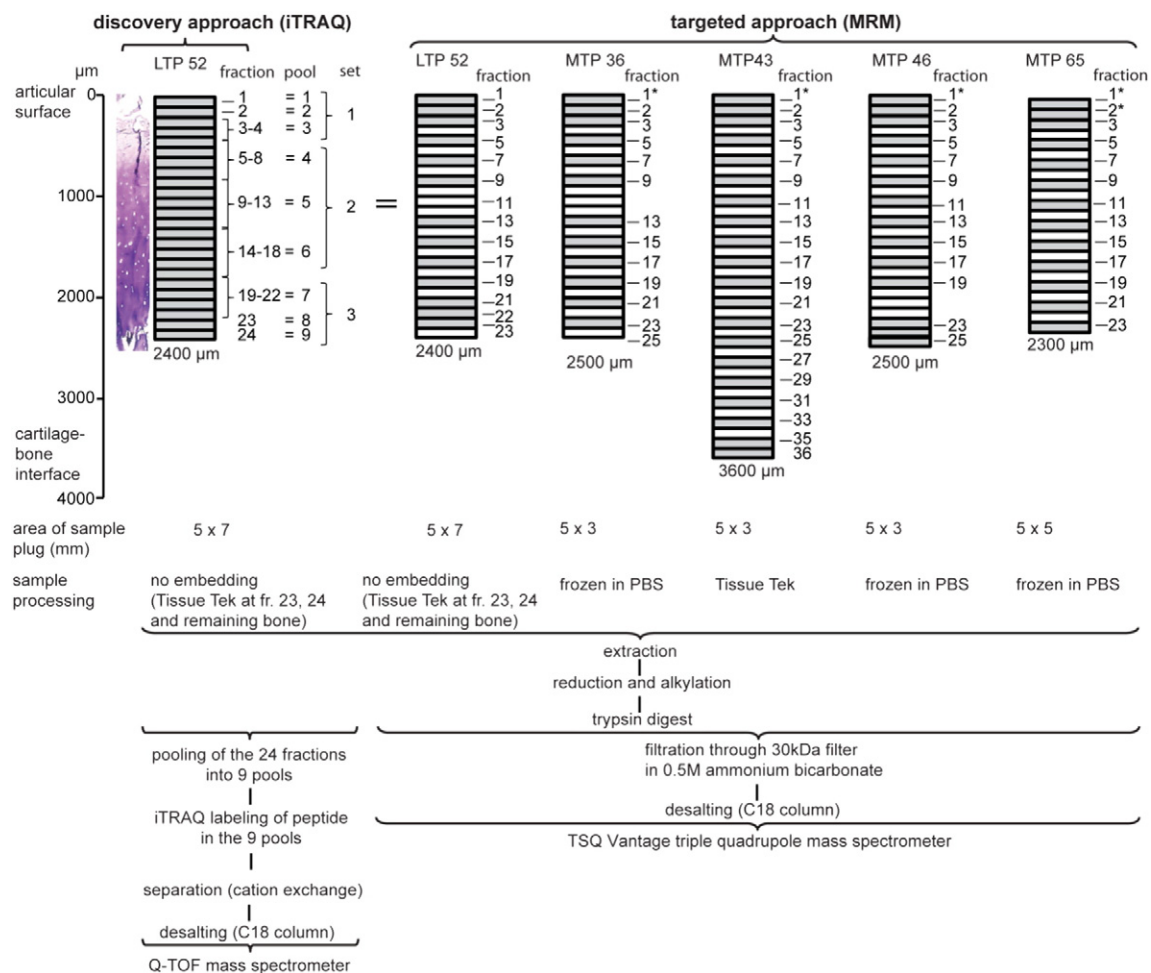 discovery approach (iTRAQ)
targeted approach (MRM)
µm
LTP 52
fraction
pool
set
articular
surface
0
1000
2000
3000
4000
cartilage-
bone
interface
1
= 1
2
= 2
3-4
= 3
5-8
= 4
9-13
= 5
14-18
= 6
19-22
= 7
23
= 8
24
= 9
1
2
3
2400 µm
=
LTP 52
fraction
1
2
3
5
7
9
11
13
15
17
19
21
22
23
2400 µm
MTP 36
fraction
1*
2
3
5
7
9
13
15
17
19
21
23
25
2500 µm
MTP43
fraction
1*
2
3
5
7
9
11
13
15
17
19
21
23
25
27
29
31
33
35
36
3600 µm
MTP 46
fraction
1*
2
3
5
7
9
11
13
15
17
19
23
25
2500 µm
MTP 65
fraction
1*
2*
3
5
7
9
11
13
15
17
19
21
23
2300 µm
area of sample
plug (mm)
5 x 7
5 x 7
5 x 3
5 x 3
5 x 3
5 x 5
sample
processing
no embedding
(Tissue Tek at fr. 23, 24
and remaining bone)
no embedding
(Tissue Tek at fr. 23, 24
and remaining bone)
frozen in PBS
Tissue Tek
frozen in PBS
frozen in PBS
extraction
reduction and alkylation
trypsin digest
pooling of the 24 fractions
into 9 pools
iTRAQ labeling of peptide
in the 9 pools
separation (cation exchange)
desalting (C18 column)
Q-TOF mass spectrometer
filtration through 30kDa filter
in 0.5M ammonium bicarbonate
desalting (C18 column)
TSQ Vantage triple quadrupole mass spectrometer